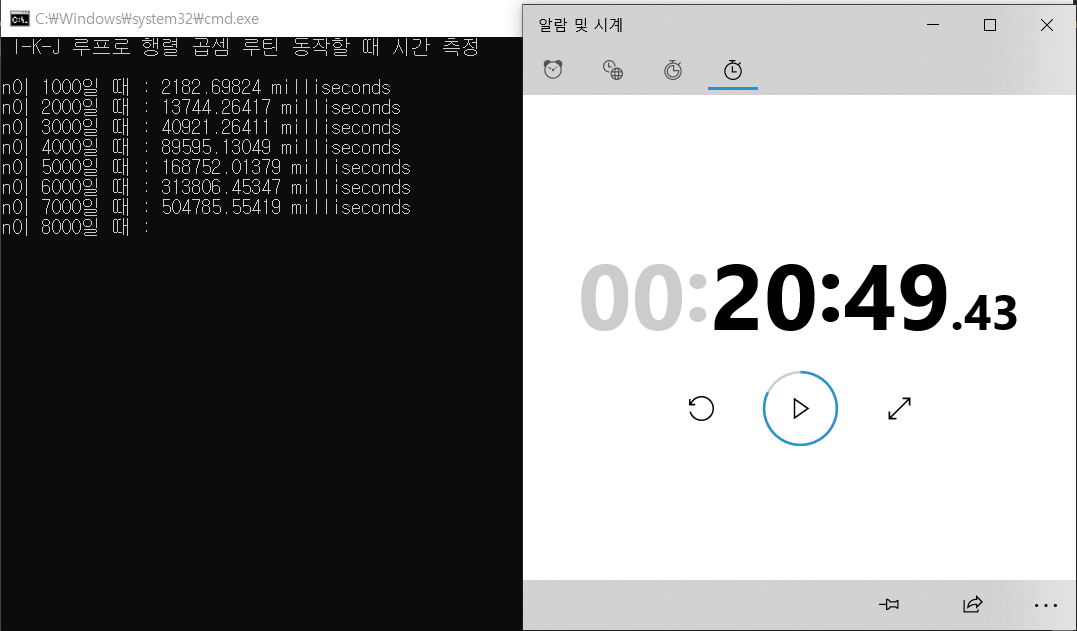 C:₩Windows₩system32₩cmd.exe
I-K-J 루프로 행렬 곱셈 루틴 동작할 때 시간 측정
n이 1000일 때 : 2182.69824 milliseconds
n이 2000일 때 : 13744.26417 milliseconds
n이 3000일 때 : 40921.26411 milliseconds
n이 4000일 때 : 89595.13049 milliseconds
n이 5000일 때 : 168752.01379 milliseconds
n이 6000일 때 : 313806.45347 milliseconds
n이 7000일 때 : 504785.55419 milliseconds
n이 8000일 때 :
알람 및 시계
00:20:49.43